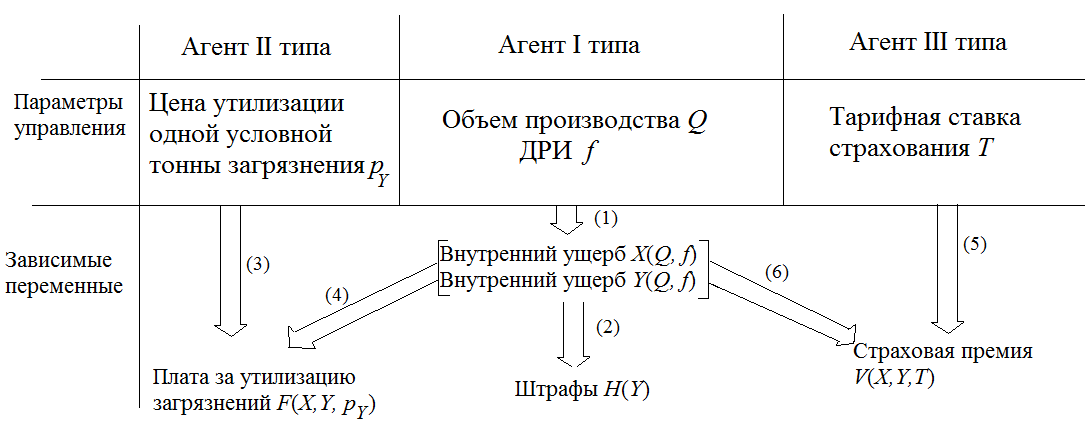 Агент II типа
Агент I типа
Агент III типа
Параметры
управления
Цена утилизации
одной условной
тонны загрязнения pY
Объем производства Q
ДРИ f
Тарифная ставка
страхования T
Зависимые
переменные
(3)
(4)
(1)
Внутренний ущерб X(Q, f)
Внутренний ущерб Y(Q, f)
(2)
(6)
(5)
Плата за утилизацию
загрязнений F(X,Y, pY)
Штрафы H(Y)
Страховая премия
V(X,Y,T)